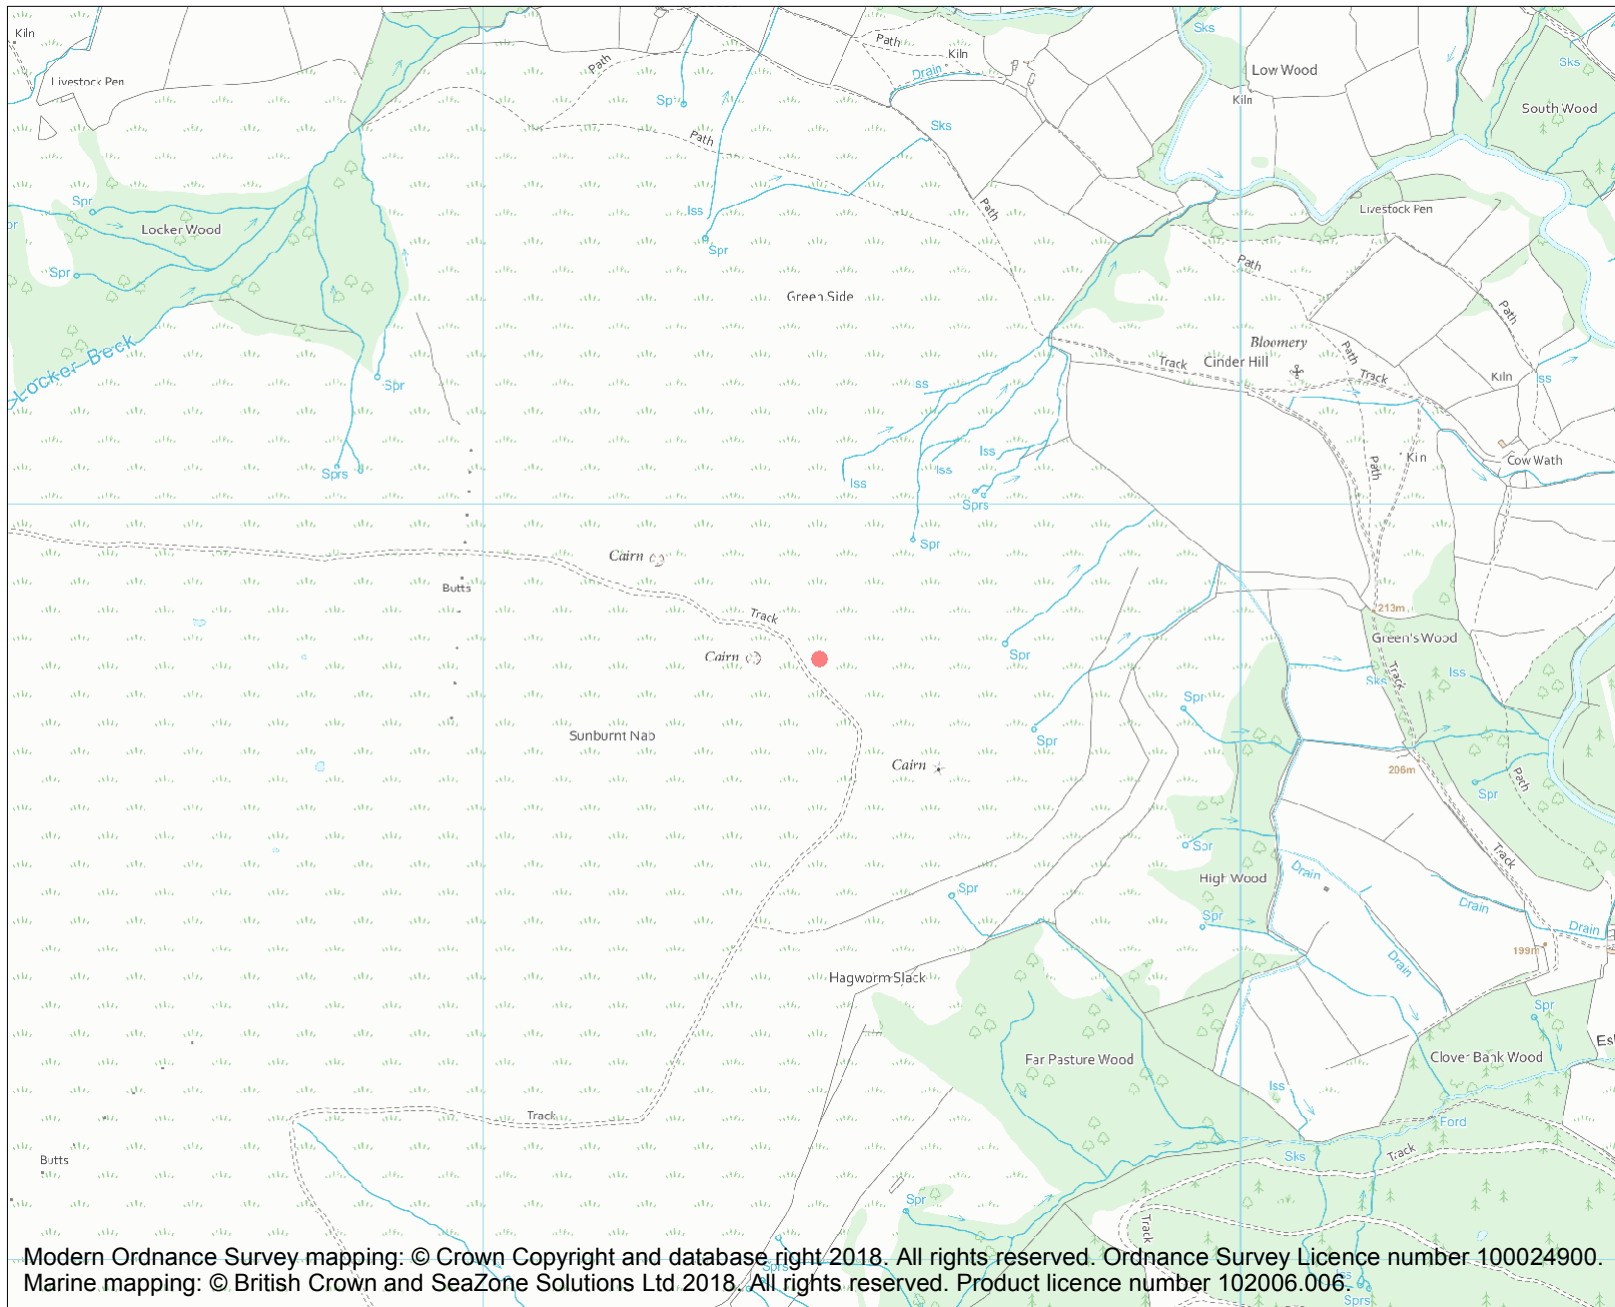 Kiln
Livestock Pen
Path
Path
Kiln
Drain
Sks
Low Wood
Kiln
Sks
South Wood
Path
Sks
Spr
Locker Wood
Iss
Spr
Path
Livestock Pen
Spr
Path
Green Side
Path
Locker Beck
Bloomery
Cinder Hill
Track
Path
Track
Kiln
Iss
Spr
Iss
Iss
Iss
Sprs
Path
Cow Wath
Sprs
Spr
Cairn
Butts
Track
213m
Green's Wood
Cairn
Spr
Track
Sks
Iss
Spr
Sunburnt Nab
Spr
Cairn
206m
Path
Spr
Spr
Track
High Wood
Drain
Spr
Spr
Drain
Drain
199m
Drain
Hagworm Slack
Spr
Far Pasture Wood
Clover Bank Wood
Iss
Track
Ford
Butts
Sks
Track
Spr
Track
Modern Ordnance Survey mapping: © Crown Copyright and database right 2018. All rights reserved. Ordnance Survey Licence number 100024900.
Marine mapping: © British Crown and SeaZone Solutions Ltd 2018. All rights reserved. Product licence number 102006.006.
Sprs
Iss
Sprs